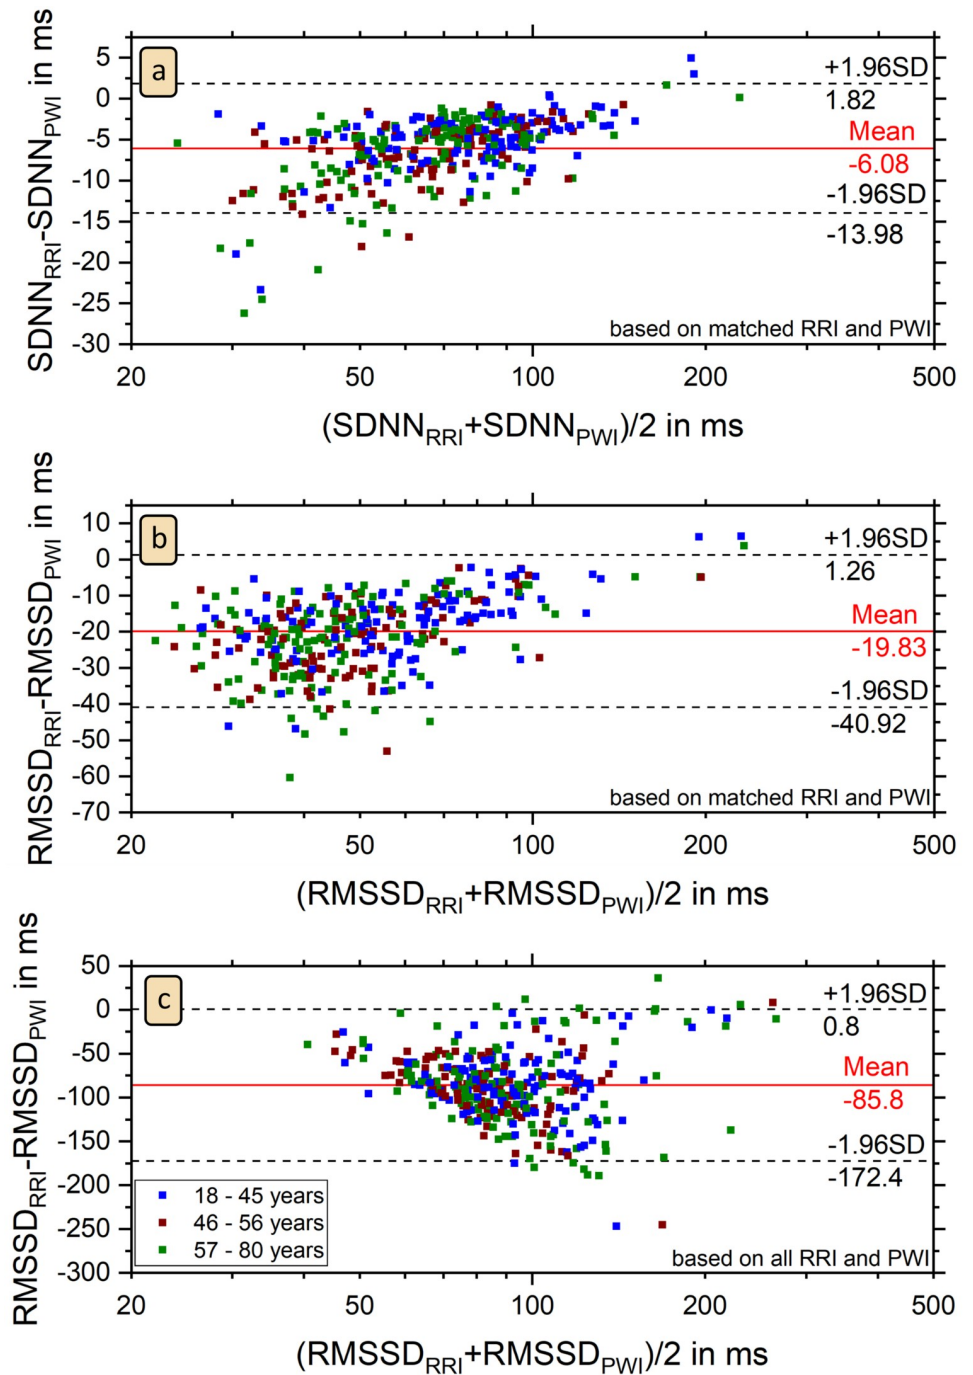 a
SDNN_RRI-SDNN_PWI in ms
5
0
-5
-10
-15
-20
-25
-30
+1.96SD
1.82
Mean
-6.08
-1.96SD
-13.98
based on matched RRI and PWI
20 50 100 200 500
(SDNN_RRI+SDNN_PWI)/2 in ms
b
RMSSD_RRI-RMSSD_PWI in ms
10
0
-10
-20
-30
-40
-50
-60
-70
+1.96SD
1.26
Mean
-19.83
-1.96SD
-40.92
based on matched RRI and PWI
20 50 100 200 500
(RMSSD_RRI+RMSSD_PWI)/2 in ms
c
RMSSD_RRI-RMSSD_PWI in ms
50
0
-50
-100
-150
-200
-250
-300
+1.96SD
0.8
Mean
-85.8
-1.96SD
-172.4
18 - 45 years
46 - 56 years
57 - 80 years
based on all RRI and PWI
20 50 100 200 500
(RMSSD_RRI+RMSSD_PWI)/2 in ms